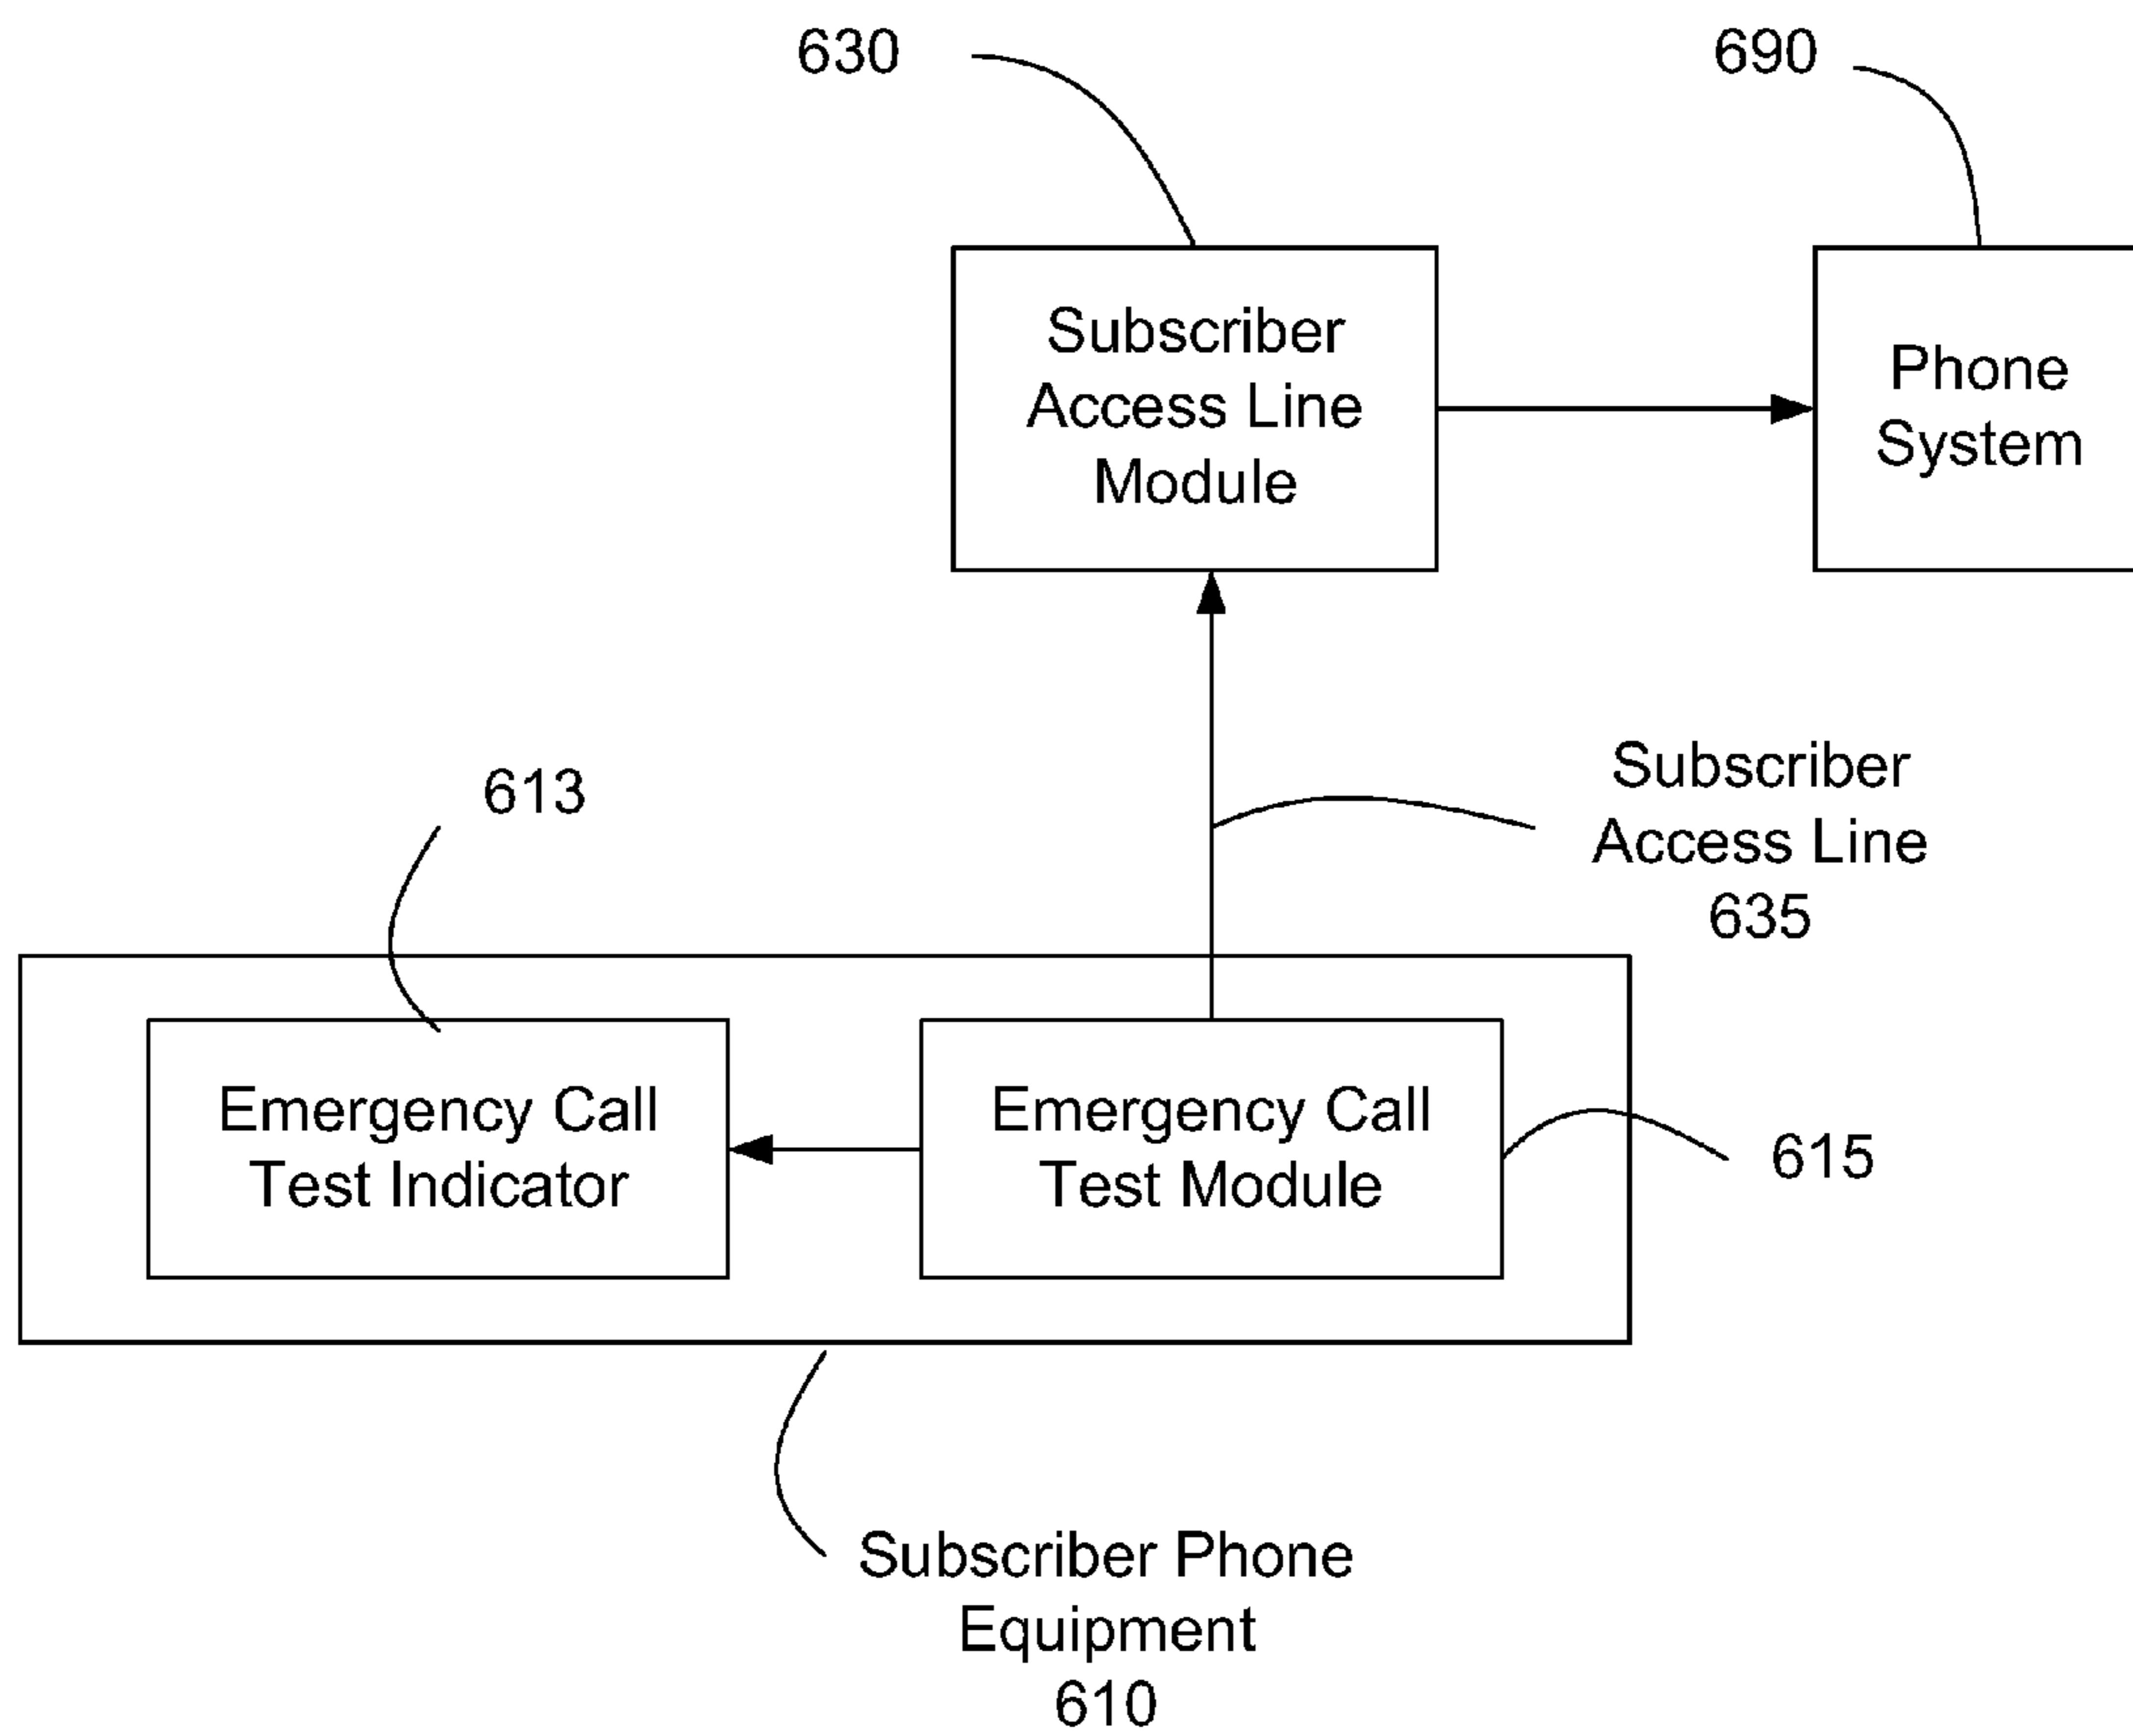 630
690
Subscriber
Access Line
Module
Phone
System
613
Subscriber
Access Line
635
Emergency Call
Test Indicator
Emergency Call
Test Module
615
Subscriber Phone
Equipment
610